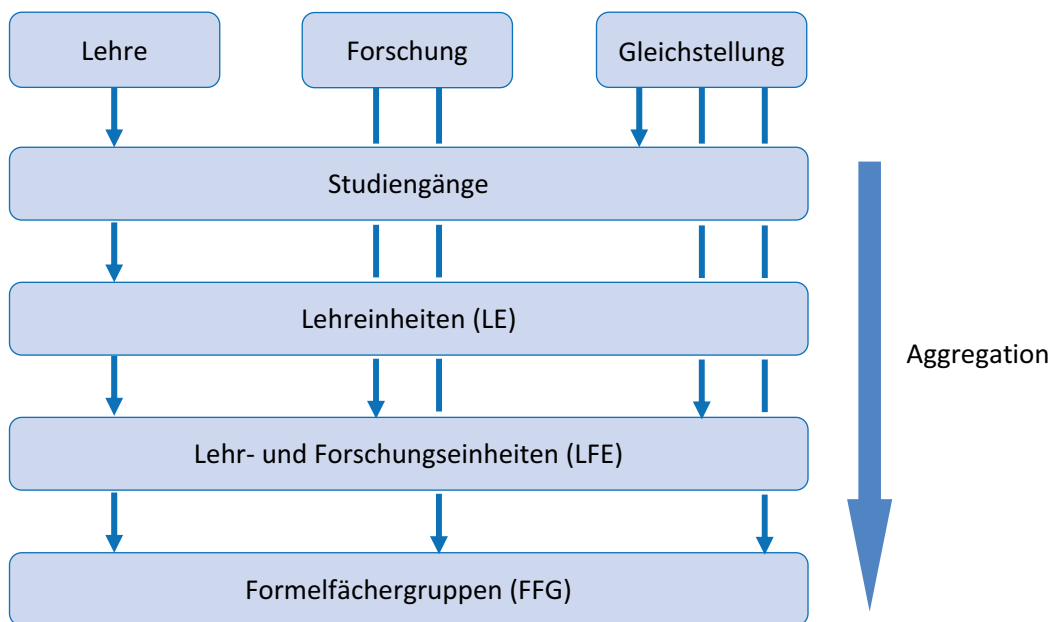 Lehre
Forschung
Gleichstellung
Studiengänge
Lehreinheiten (LE)
Aggregation
Lehr- und Forschungseinheiten (LFE)
Formelfächergruppen (FFG)